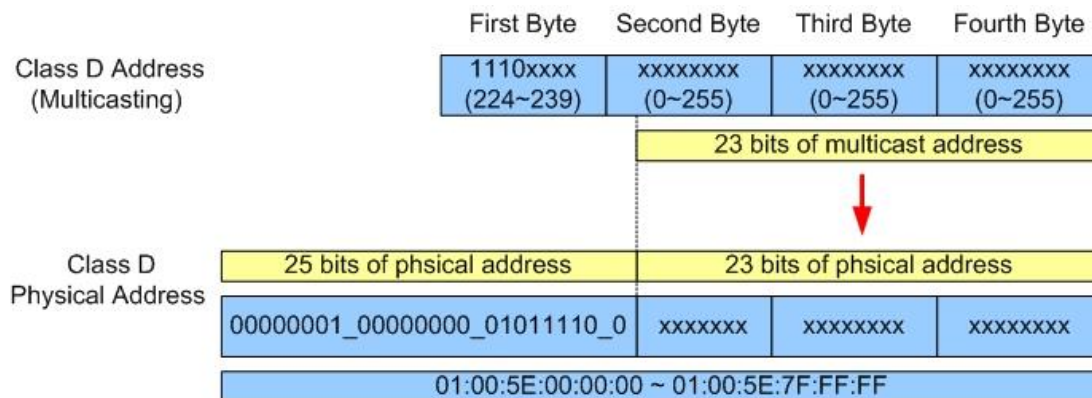 First Byte Second Byte Third Byte Fourth Byte
Class D Address
(Multicasting)
1110xxxx xxxxxxxx xxxxxxxx xxxxxxxx
(224~239) (0~255) (0~255) (0~255)
23 bits of multicast address
Class D
Physical Address
25 bits of phsical address 23 bits of phsical address
00000001_00000000_01011110_0 xxxxxxx xxxxxxxx xxxxxxxx
01:00:5E:00:00:00 ~ 01:00:5E:7F:FF:FF